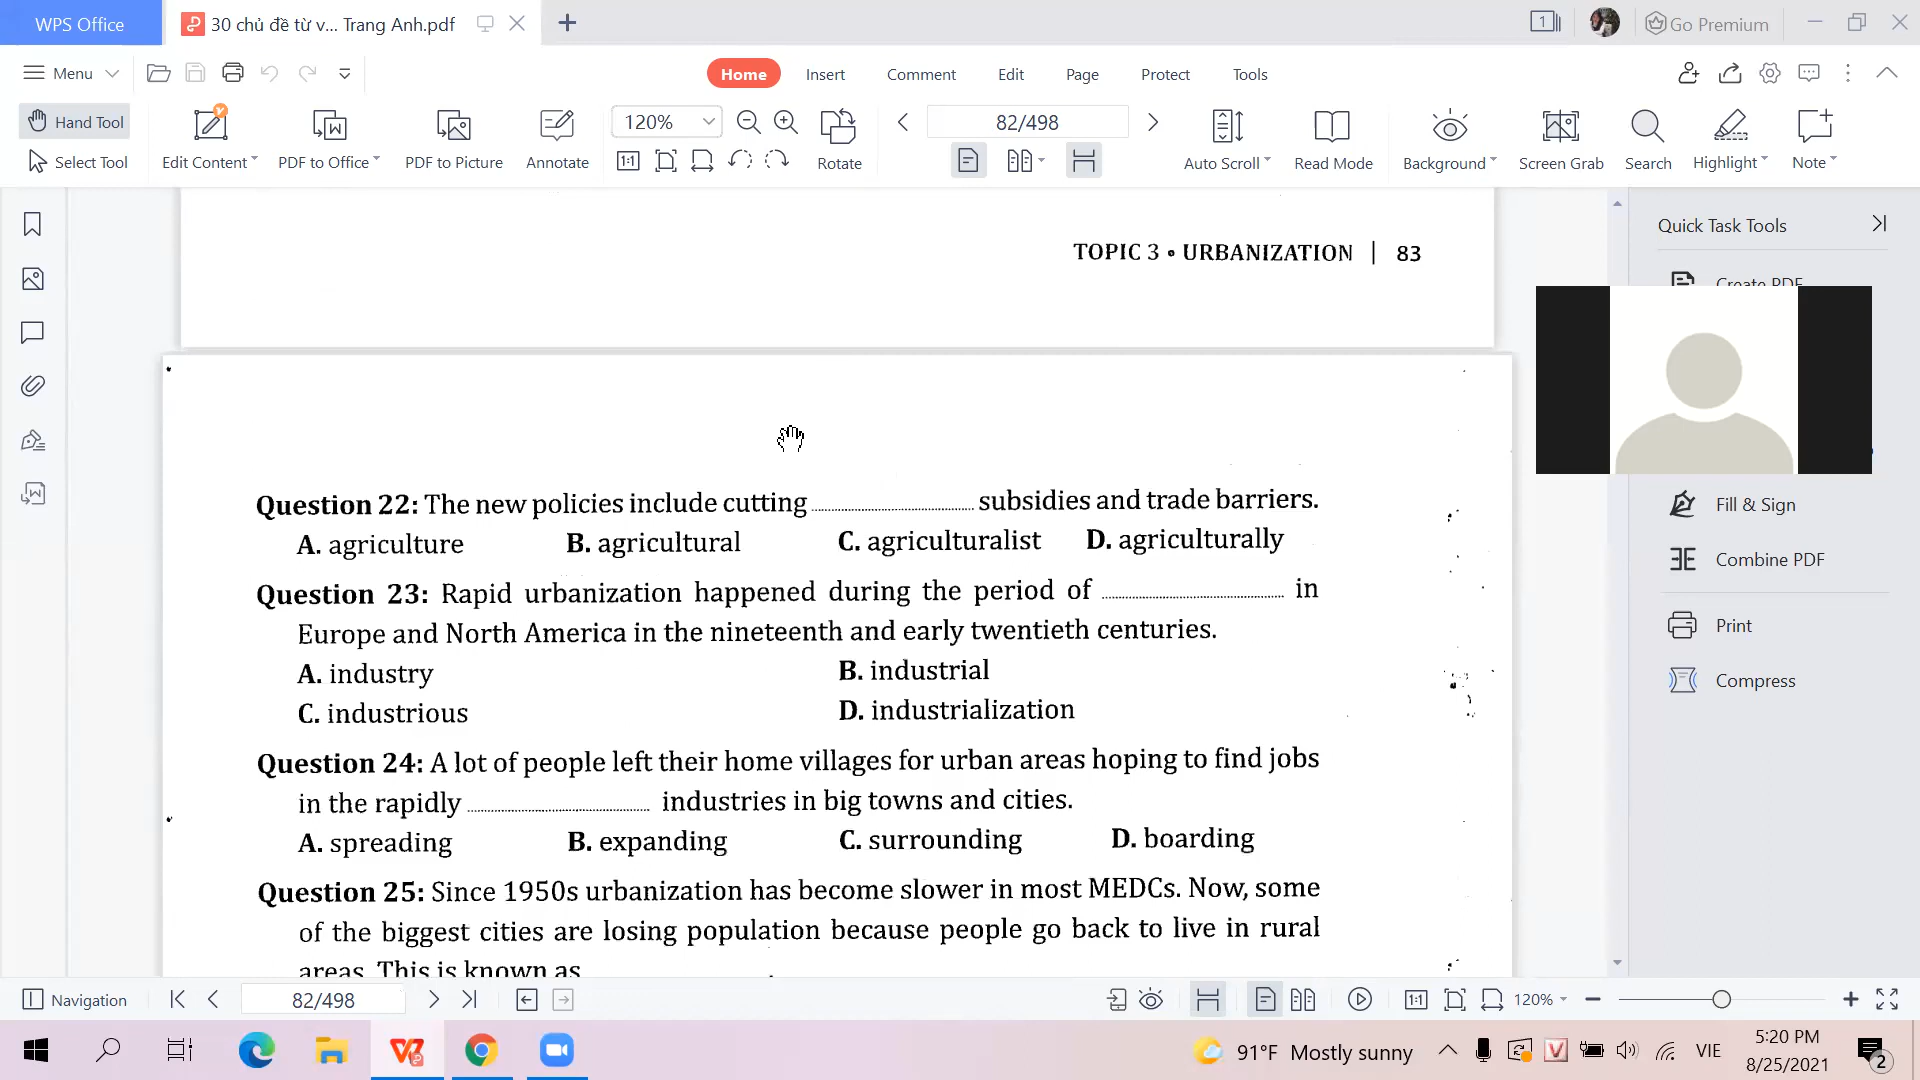 WPS Office
30 chủ đề từ v... Trang Anh.pdf
1
Go Premium
Menu
Home
Insert
Comment
Edit
Page
Protect
Tools
Hand Tool
Select Tool
Edit Content
PDF to Office
PDF to Picture
Annotate
120%
1:1
Rotate
82/498
Auto Scroll
Read Mode
Background
Screen Grab
Search
Highlight
Note
TOPIC 3 • URBANIZATION | 83
Quick Task Tools
Create PDF
Fill & Sign
Combine PDF
Print
Compress
Question 22: The new policies include cutting .............................. subsidies and trade barriers.
A. agriculture B. agricultural C. agriculturalist D. agriculturally
Question 23: Rapid urbanization happened during the period of .............................. in
Europe and North America in the nineteenth and early twentieth centuries.
A. industry B. industrial
C. industrious D. industrialization
Question 24: A lot of people left their home villages for urban areas hoping to find jobs
in the rapidly .............................. industries in big towns and cities.
A. spreading B. expanding C. surrounding D. boarding
Question 25: Since 1950s urbanization has become slower in most MEDCs. Now, some
of the biggest cities are losing population because people go back to live in rural
areas. This is known as
Navigation
82/498
1:1
120%
91°F Mostly sunny
VIE
5:20 PM
8/25/2021
2